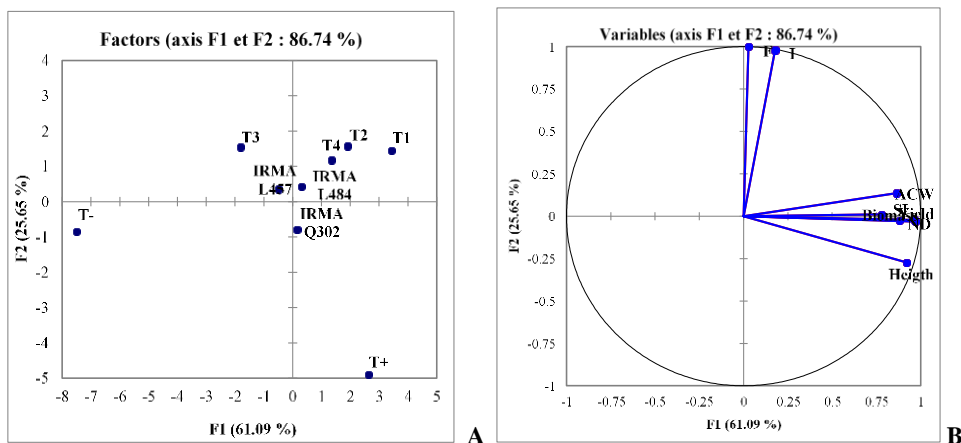 Factors (axis F1 et F2 : 86.74 %)
F2 (25.65 %)
4
3
2
1
0
-1
-2
-3
-4
-5
T3
T4
T2
T1
IRMA
IRMA
L484
T-
IRMA
Q302
T+
-8 -7 -6 -5 -4 -3 -2 -1 0 1 2 3 4 5
F1 (61.09 %)
A
Variables (axis F1 et F2 : 86.74 %)
F2 (25.65 %)
1
0.75
0.5
0.25
0
-0.25
-0.5
-0.75
-1
I
ACW
ND
Heigth
-1 -0.75 -0.5 -0.25 0 0.25 0.5 0.75 1
F1 (61.09 %)
B